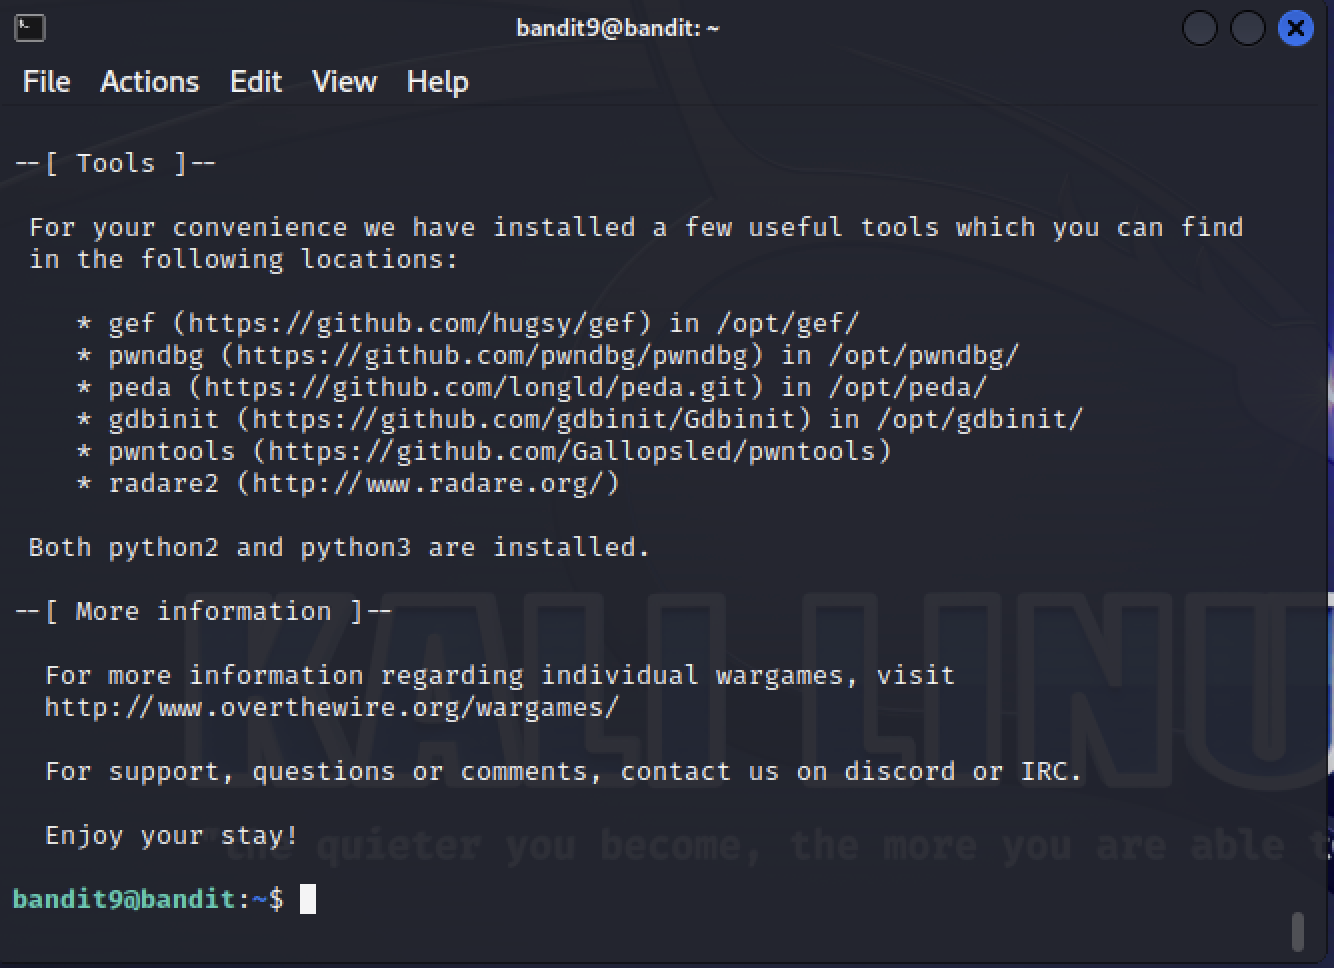 bandit9@bandit: ~
File Actions Edit View Help
--[ Tools ]--
For your convenience we have installed a few useful tools which you can find
in the following locations:
* gef (https://github.com/hugsy/gef) in /opt/gef/
* pwndbg (https://github.com/pwndbg/pwndbg) in /opt/pwndbg/
* peda (https://github.com/longld/peda.git) in /opt/peda/
* gdbinit (https://github.com/gdbinit/Gdbinit) in /opt/gdbinit/
* pwntools (https://github.com/Gallopsled/pwntools)
* radare2 (http://www.radare.org/)
Both python2 and python3 are installed.
--[ More information ]--
For more information regarding individual wargames, visit
http://www.overthewire.org/wargames/
For support, questions or comments, contact us on discord or IRC.
Enjoy your stay!
bandit9@bandit:~$
KALI LINU
"the quieter you become, the more you are able t